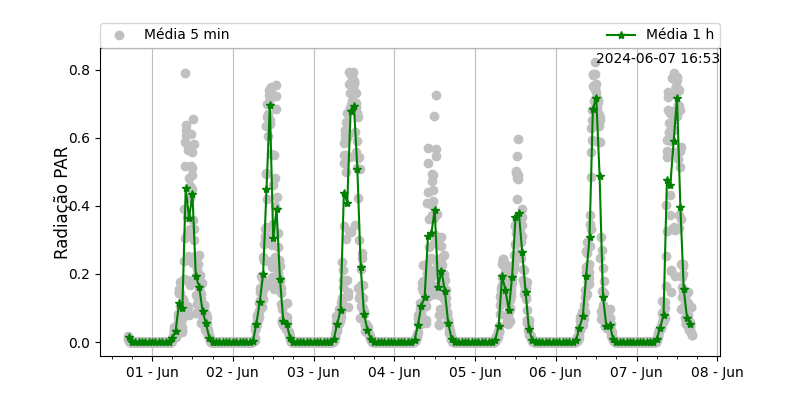 Média 5 min
Média 1 h
2024-06-07 16:53
Radiação PAR
0.8
0.6
0.4
0.2
0.0
01 - Jun
02 - Jun
03 - Jun
04 - Jun
05 - Jun
06 - Jun
07 - Jun
08 - Jun